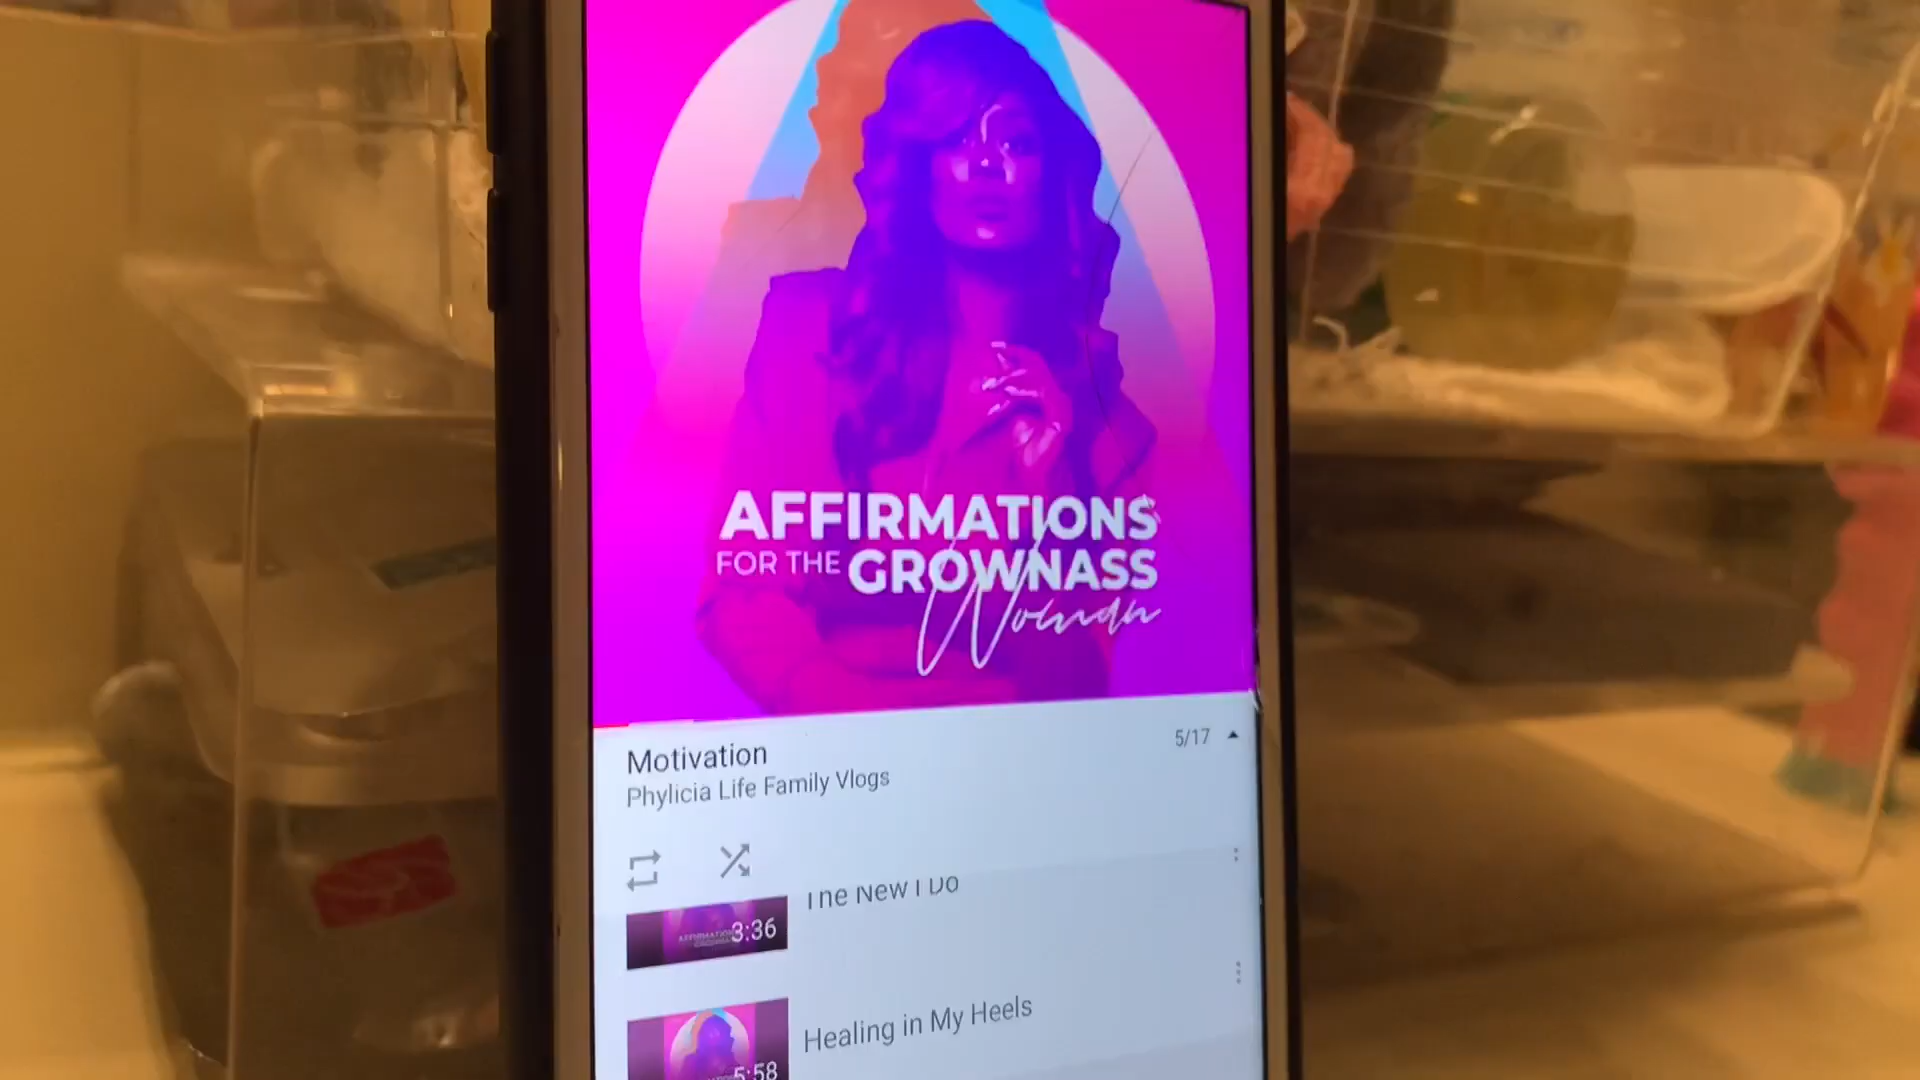 AFFIRMATIONS
FOR THE GROWNASS
Woman
Motivation
5/17
Phylicia Life Family Vlogs
The New I Do
3:36
Healing in My Heels
5:58